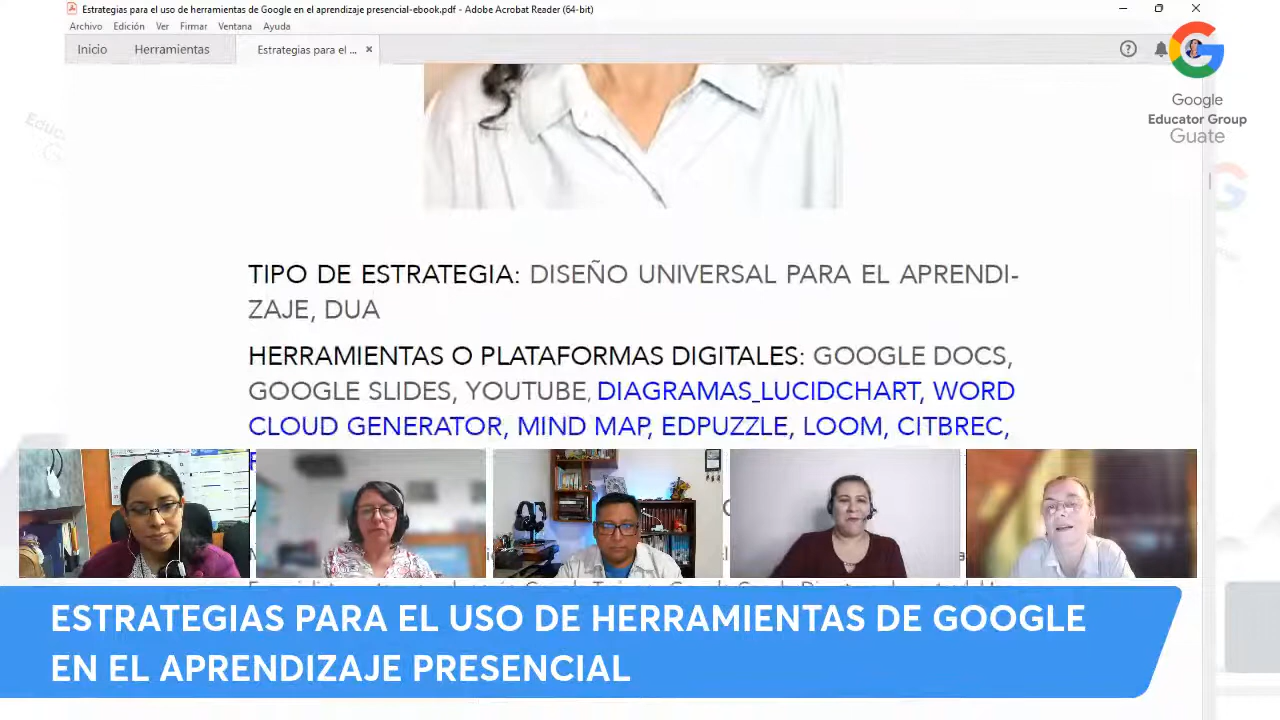 Estrategias para el uso de herramientas de Google en el aprendizaje presencial-ebook.pdf - Adobe Acrobat Reader (64-bit)
Archivo Edición Ver Firmar Ventana Ayuda
Inicio Herramientas Estrategias para el ...
Google
Educator Group
Guate
TIPO DE ESTRATEGIA: DISEÑO UNIVERSAL PARA EL APRENDI-
ZAJE, DUA
HERRAMIENTAS O PLATAFORMAS DIGITALES: GOOGLE DOCS,
GOOGLE SLIDES, YOUTUBE, DIAGRAMAS_LUCIDCHART, WORD
CLOUD GENERATOR, MIND MAP, EDPUZZLE, LOOM, CITBREC,
ESTRATEGIAS PARA EL USO DE HERRAMIENTAS DE GOOGLE
EN EL APRENDIZAJE PRESENCIAL